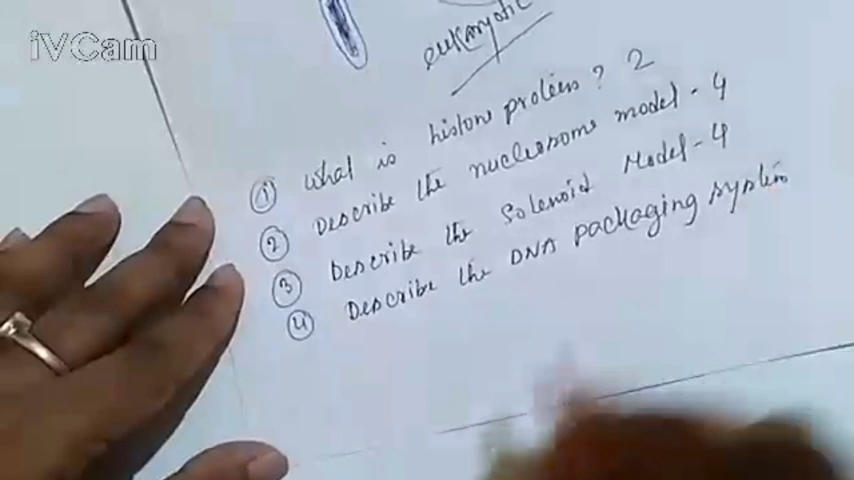 iVCam
eukaryotic
① What is histone proteins? 2
② Describe the nucleosome model - 4
③ Describe the Solenoid Model - 4
④ Describe the DNA packaging system